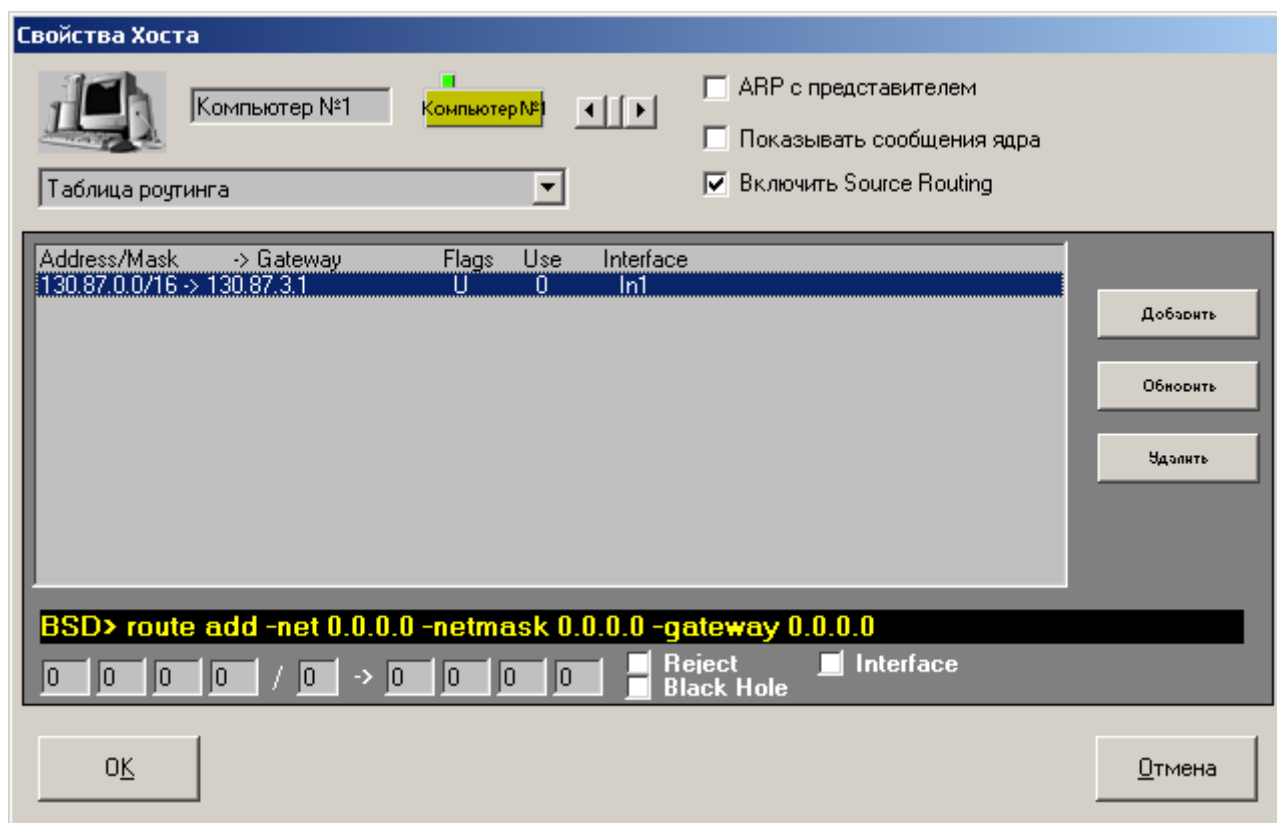 Свойства Хоста
Компьютер №1
Компьютер №1
ARP с представителем
Показывать сообщения ядра
Включить Source Routing
Таблица роутинга
Address/Mask -> Gateway Flags Use Interface
130.87.0.0/16 -> 130.87.3.1 U 0 In1
Добавить
Обновить
Удалить
BSD> route add -net 0.0.0.0 -netmask 0.0.0.0 -gateway 0.0.0.0
0 0 0 0 / 0 -> 0 0 0 0 Reject Interface
Black Hole
OK
Отмена